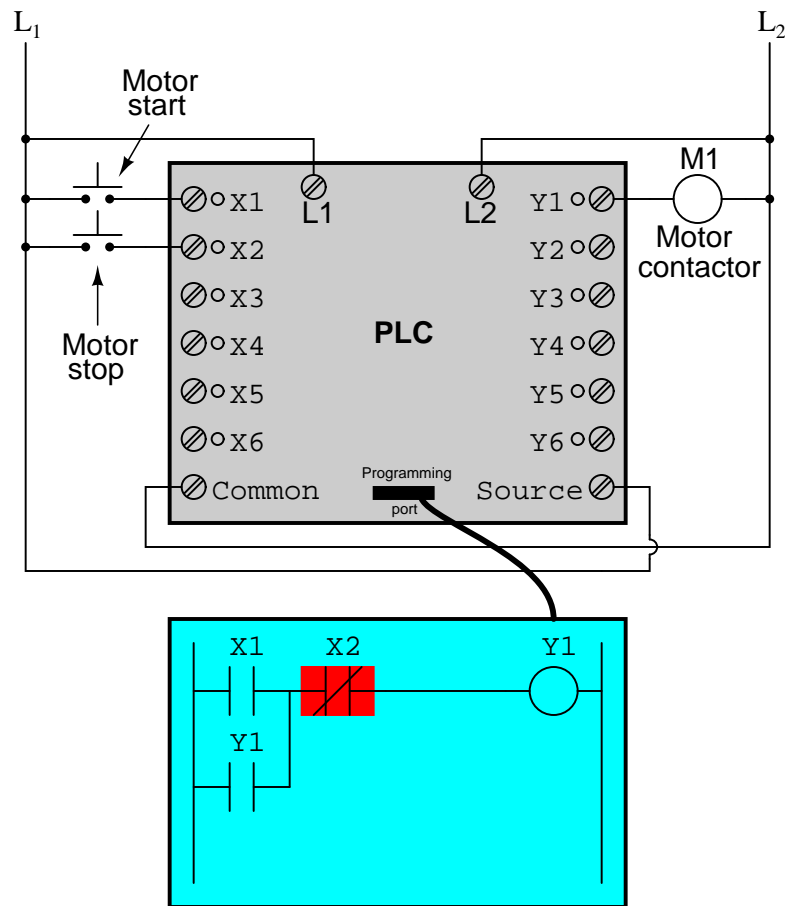 L1 L2
Motor
start
M1
X1 L1 L2 Y1
Motor
contactor
X2 Y2
X3 Y3
Motor
stop
X4 PLC Y4
X5 Y5
X6 Y6
Programming
port
Common Source
X1 X2 Y1
Y1